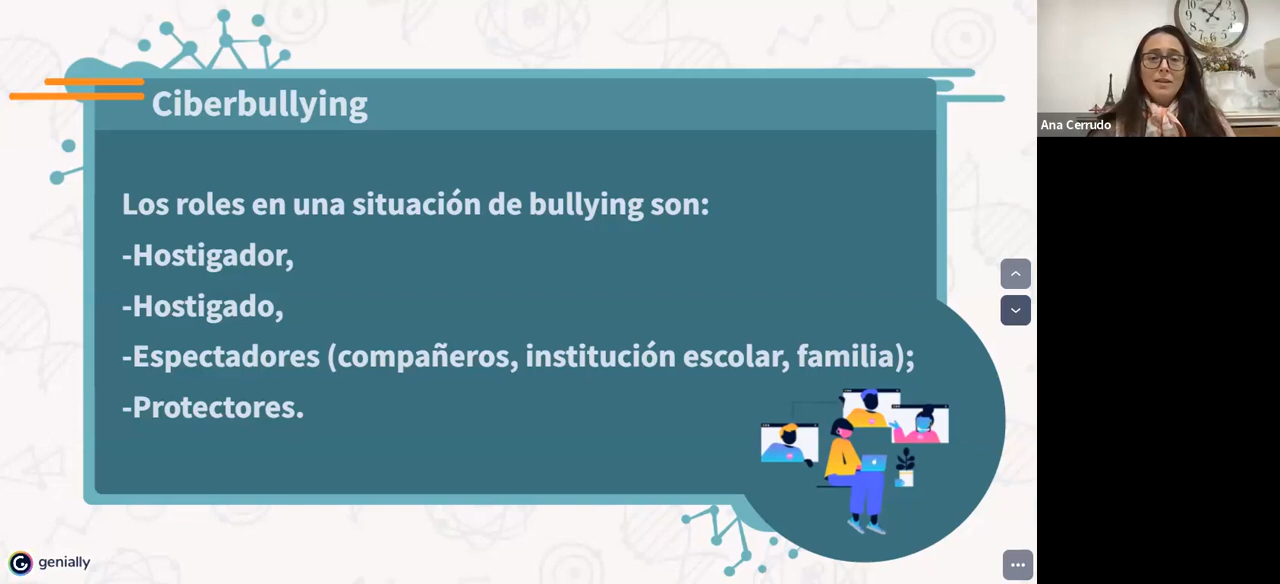 Ciberbullying
Los roles en una situación de bullying son:
-Hostigador,
-Hostigado,
-Espectadores (compañeros, institución escolar, familia);
-Protectores.
genially
Ana Cerrudo